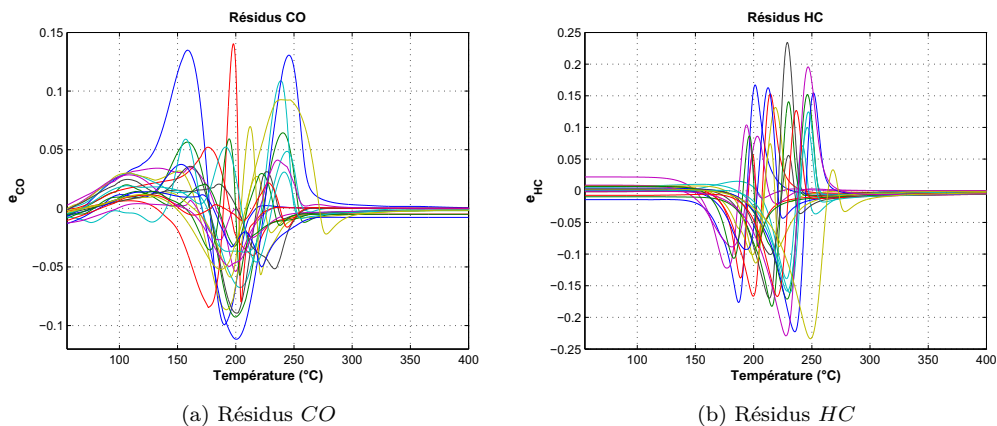 Résidus CO
0.15
0.1
0.05
0
−0.05
−0.1
e_CO
100 150 200 250 300 350 400
Température (°C)
(a) Résidus CO
Résidus HC
0.25
0.2
0.15
0.1
0.05
0
−0.05
−0.1
−0.15
−0.2
−0.25
e_HC
100 150 200 250 300 350 400
Température (°C)
(b) Résidus HC